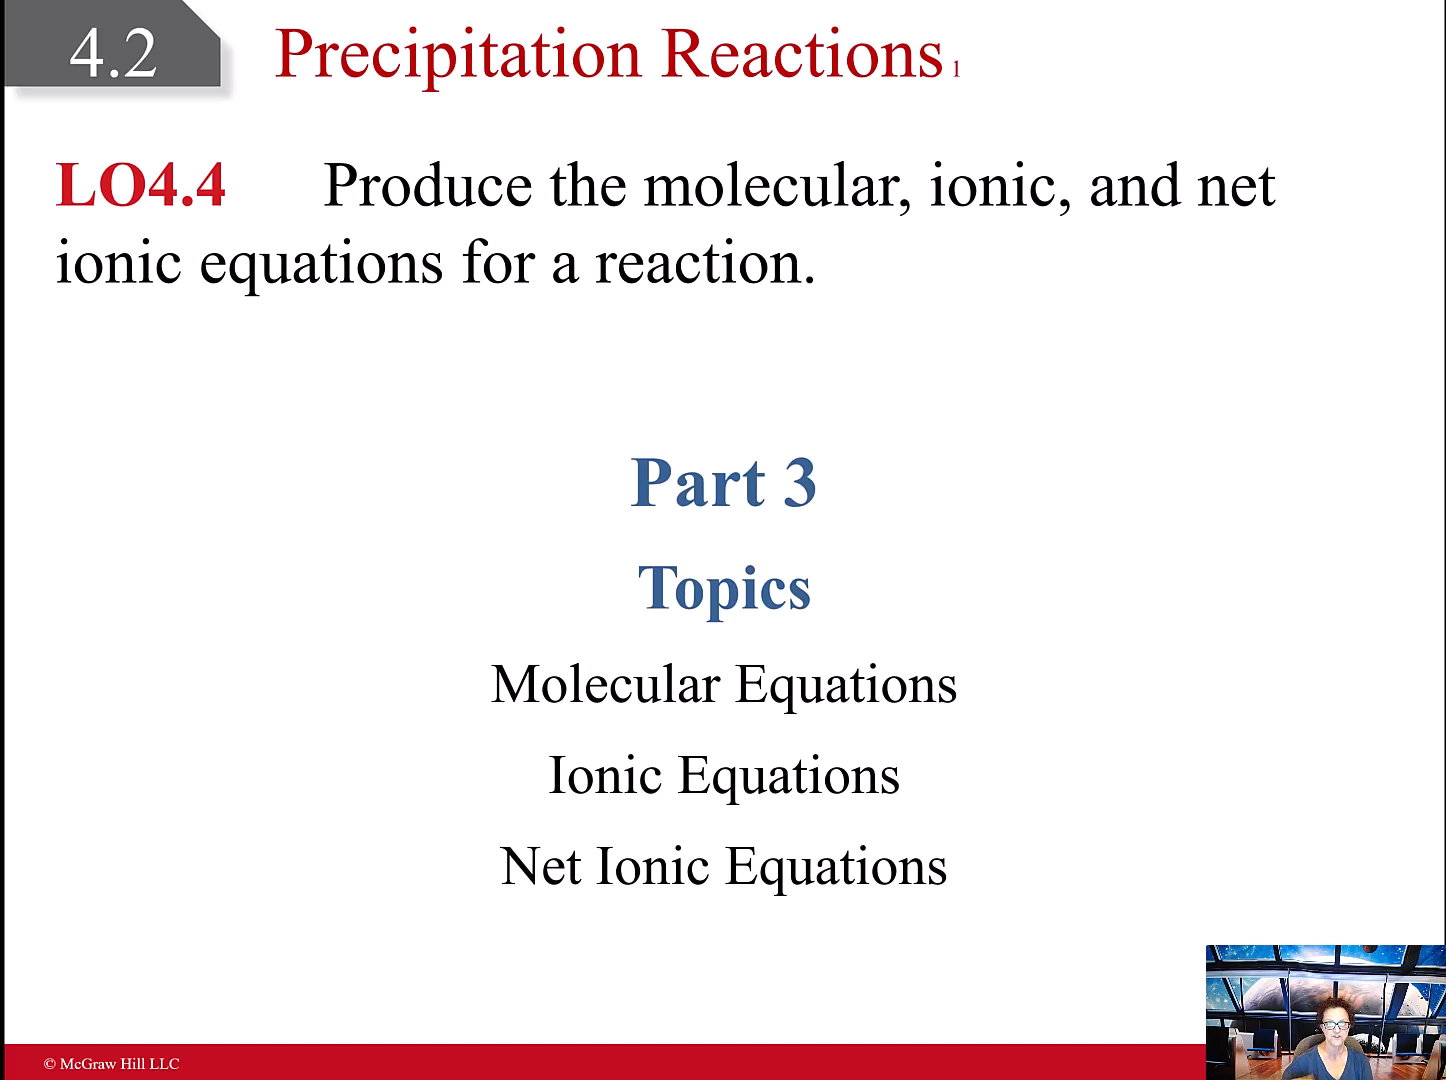 4.2
Precipitation Reactions 1
LO4.4 Produce the molecular, ionic, and net
ionic equations for a reaction.
Part 3
Topics
Molecular Equations
Ionic Equations
Net Ionic Equations
© McGraw Hill LLC